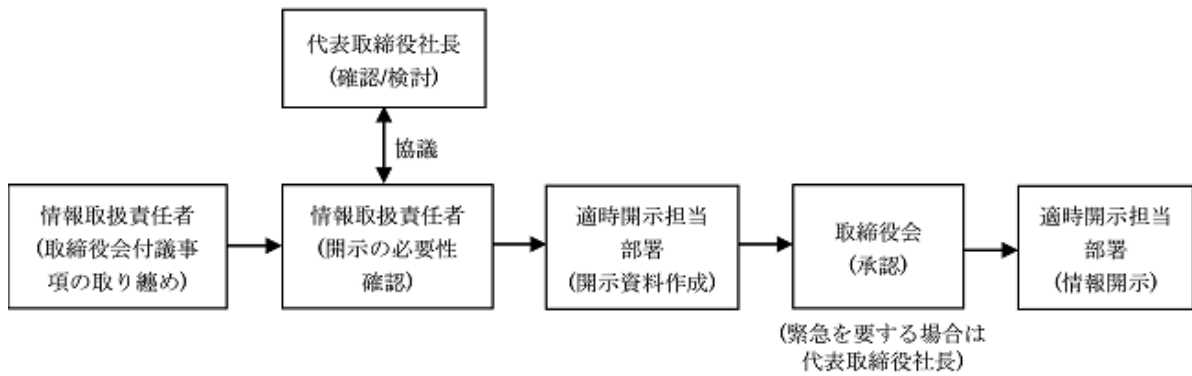 代表取締役社長
(確認/検討)
協議
情報取扱責任者
(取締役会付議事
項の取り纏め)
情報取扱責任者
(開示の必要性
確認)
適時開示担当
部署
(開示資料作成)
取締役会
(承認)
(緊急を要する場合は
代表取締役社長)
適時開示担当
部署
(情報開示)